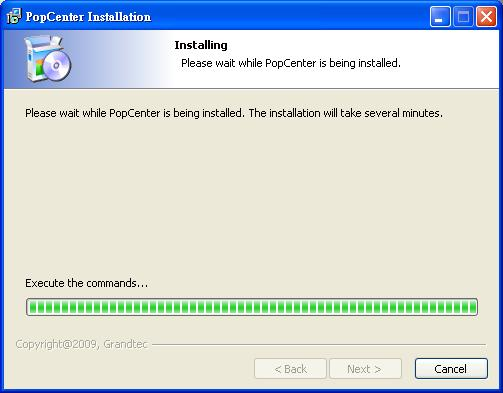 PopCenter Installation
Installing
Please wait while PopCenter is being installed.
Please wait while PopCenter is being installed. The installation will take several minutes.
Execute the commands...
Copyright@2009, Grandtec
< Back
Next >
Cancel